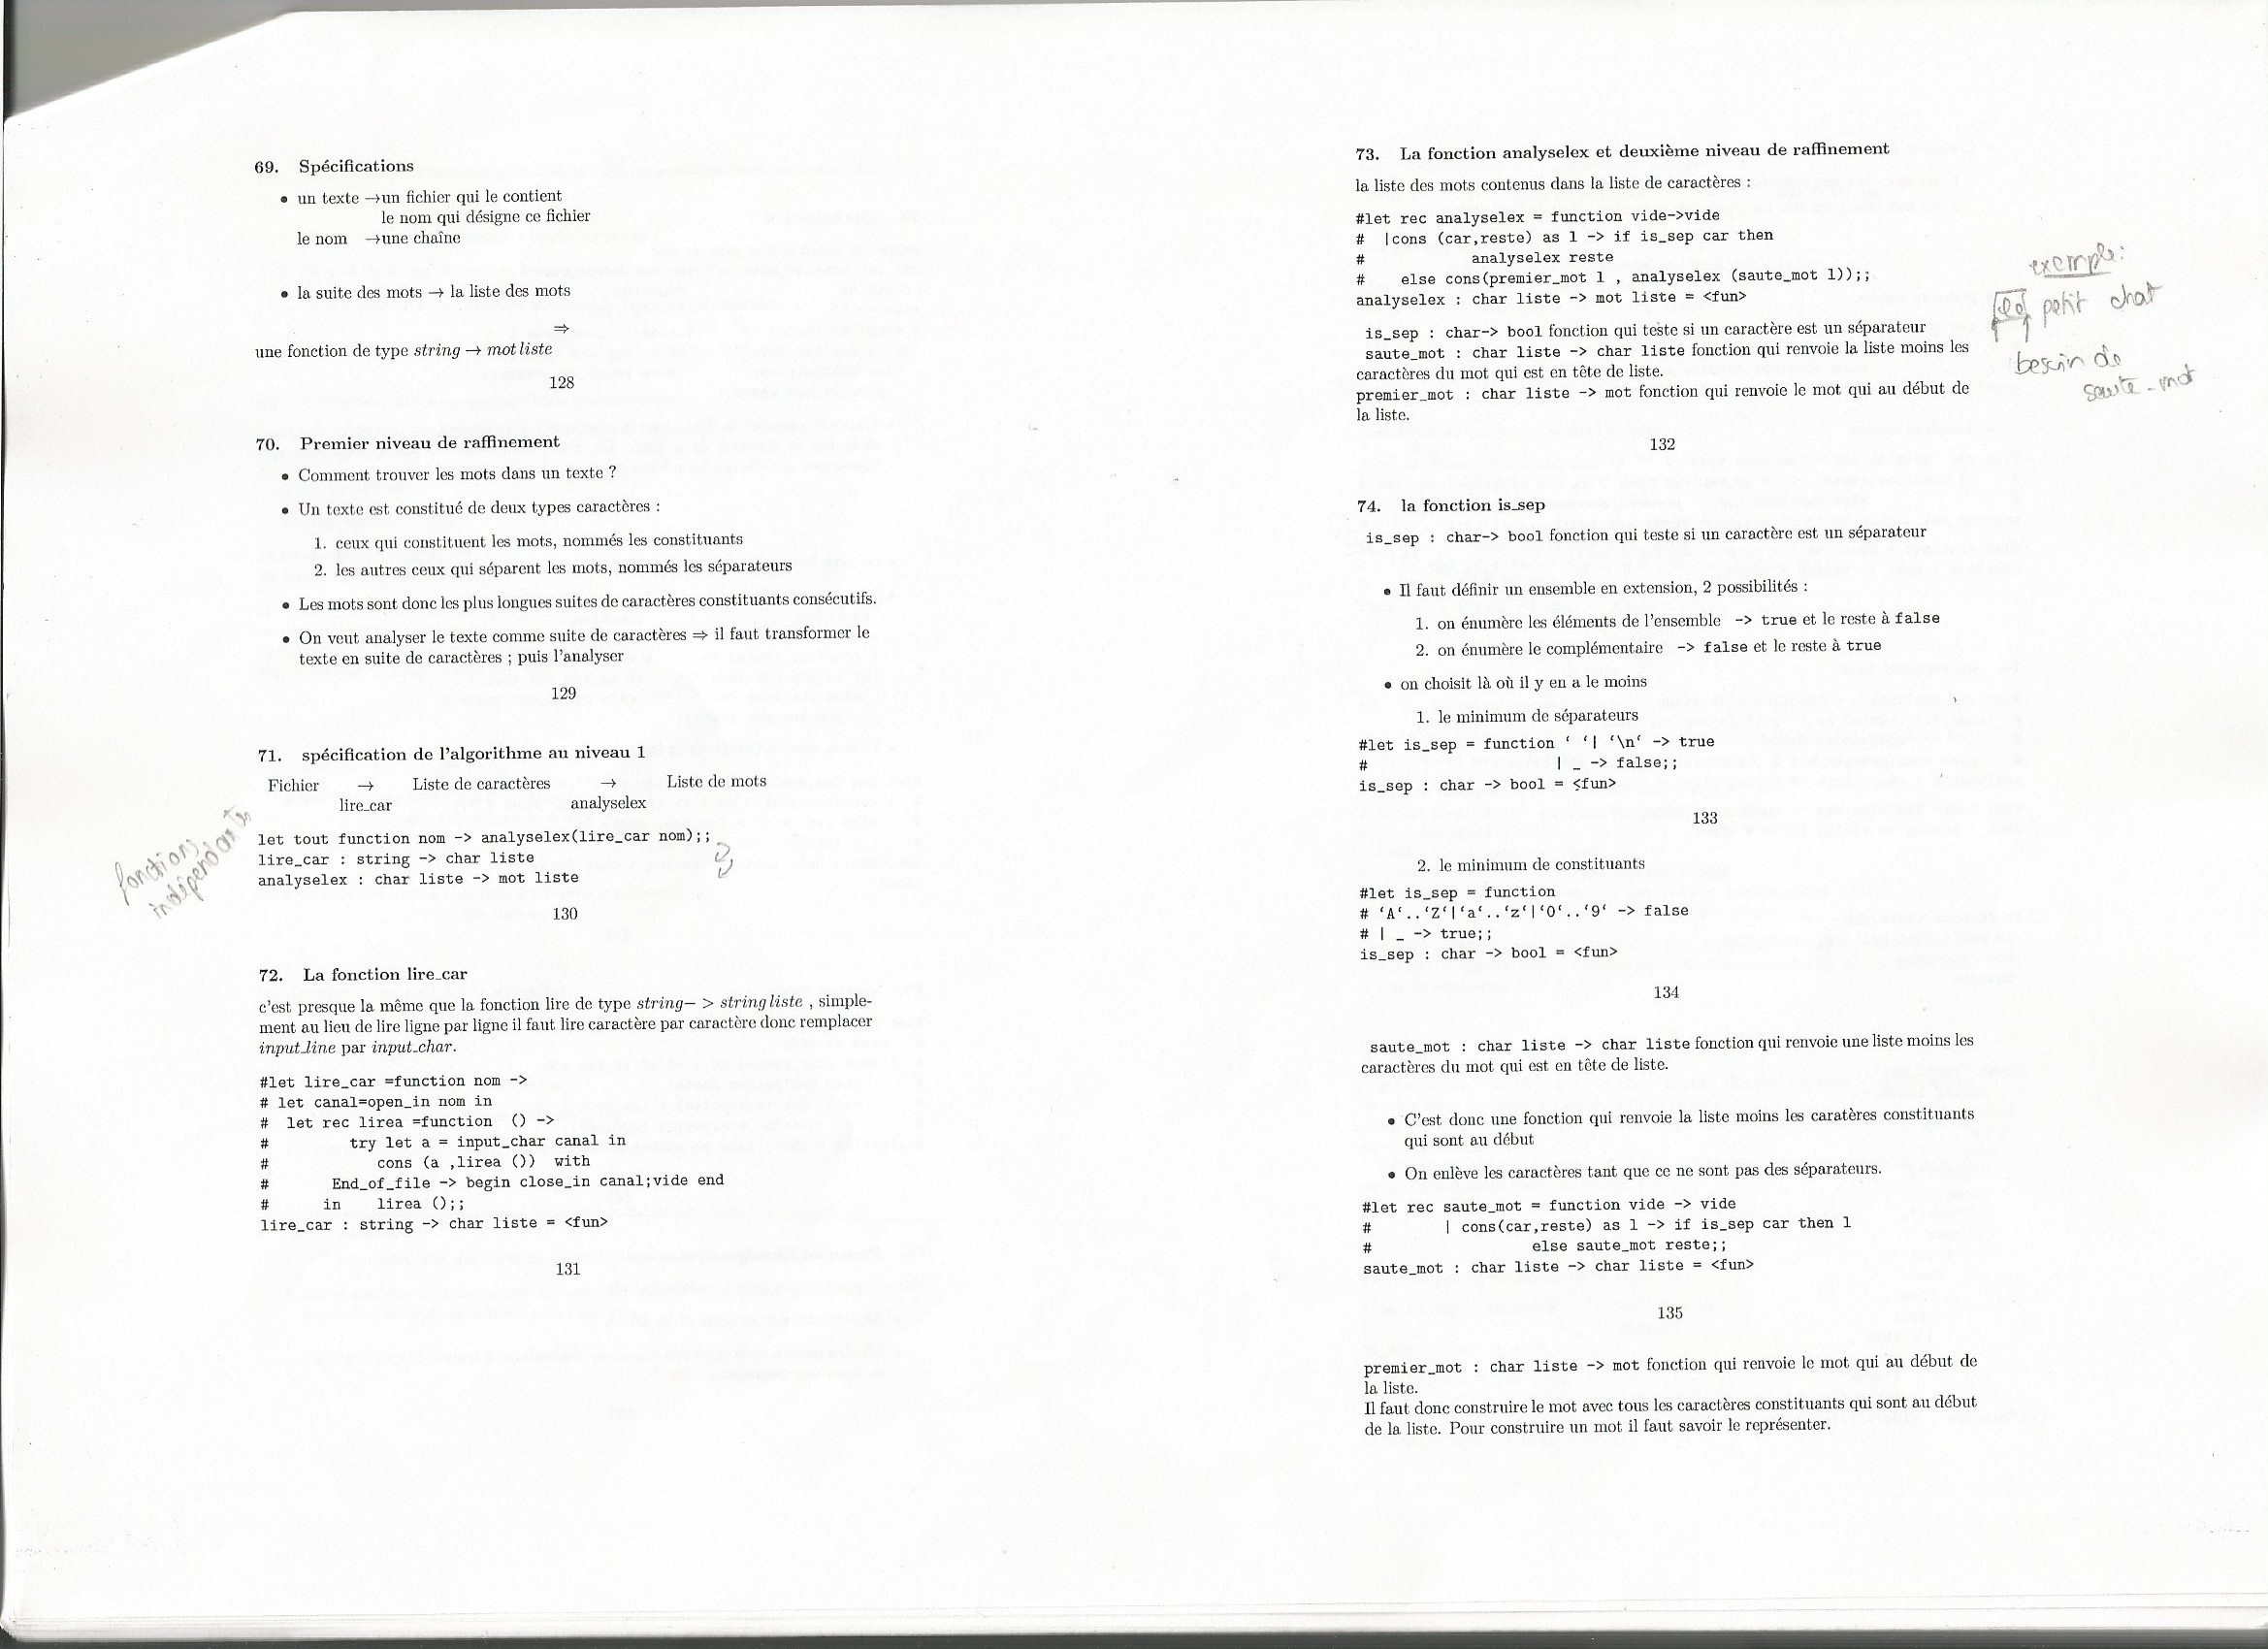 69. Spécifications
• un texte →un fichier qui le contient
le nom qui désigne ce fichier
le nom →une chaîne
• la suite des mots → la liste des mots
⇒
une fonction de type string → mot liste
128
70. Premier niveau de raffinement
• Comment trouver les mots dans un texte ?
• Un texte est constitué de deux types caractères :
1. ceux qui constituent les mots, nommés les constituants
2. les autres ceux qui séparent les mots, nommés les séparateurs
• Les mots sont donc les plus longues suites de caractères constituants consécutifs.
• On veut analyser le texte comme suite de caractères ⇒ il faut transformer le
texte en suite de caractères ; puis l'analyser
129
71. spécification de l'algorithme au niveau 1
Fichier → Liste de caractères → Liste de mots
lire_car analyselex
let tout function nom -> analyselex(lire_car nom);;
lire_car : string -> char liste
analyselex : char liste -> mot liste
fonctions
indépendantes
130
72. La fonction lire_car
c'est presque la même que la fonction lire de type string− > string liste , simple-
ment au lieu de lire ligne par ligne il faut lire caractère par caractère donc remplacer
input_line par input_char.
#let lire_car =function nom ->
# let canal=open_in nom in
#  let rec lirea =function  () ->
#         try let a = input_char canal in
#            cons (a ,lirea ())  with
#       End_of_file -> begin close_in canal;vide end
#      in    lirea ();;
lire_car : string -> char liste = <fun>
131
73. La fonction analyselex et deuxième niveau de raffinement
la liste des mots contenus dans la liste de caractères :
#let rec analyselex = function vide->vide
#  |cons (car,reste) as l -> if is_sep car then
#            analyselex reste
#    else cons(premier_mot l , analyselex (saute_mot l));;
analyselex : char liste -> mot liste = <fun>
is_sep : char-> bool fonction qui teste si un caractère est un séparateur
saute_mot : char liste -> char liste fonction qui renvoie la liste moins les
caractères du mot qui est en tête de liste.
premier_mot : char liste -> mot fonction qui renvoie le mot qui au début de
la liste.
exemple:
petit chat
besoin de
saute_mot
132
74. la fonction is_sep
is_sep : char-> bool fonction qui teste si un caractère est un séparateur
• Il faut définir un ensemble en extension, 2 possibilités :
1. on énumère les éléments de l'ensemble -> true et le reste à false
2. on énumère le complémentaire -> false et le reste à true
• on choisit là où il y en a le moins
1. le minimum de séparateurs
#let is_sep = function ‘ ‘| ‘\n‘ -> true
#                     | _ -> false;;
is_sep : char -> bool = <fun>
133
2. le minimum de constituants
#let is_sep = function
# ‘A‘..‘Z‘|‘a‘..‘z‘|‘0‘..‘9‘ -> false
# | _ -> true;;
is_sep : char -> bool = <fun>
134
saute_mot : char liste -> char liste fonction qui renvoie une liste moins les
caractères du mot qui est en tête de liste.
• C'est donc une fonction qui renvoie la liste moins les caratères constituants
qui sont au début
• On enlève les caractères tant que ce ne sont pas des séparateurs.
#let rec saute_mot = function vide -> vide
#        | cons(car,reste) as l -> if is_sep car then l
#                  else saute_mot reste;;
saute_mot : char liste -> char liste = <fun>
135
premier_mot : char liste -> mot fonction qui renvoie le mot qui au début de
la liste.
Il faut donc construire le mot avec tous les caractères constituants qui sont au début
de la liste. Pour construire un mot il faut savoir le représenter.